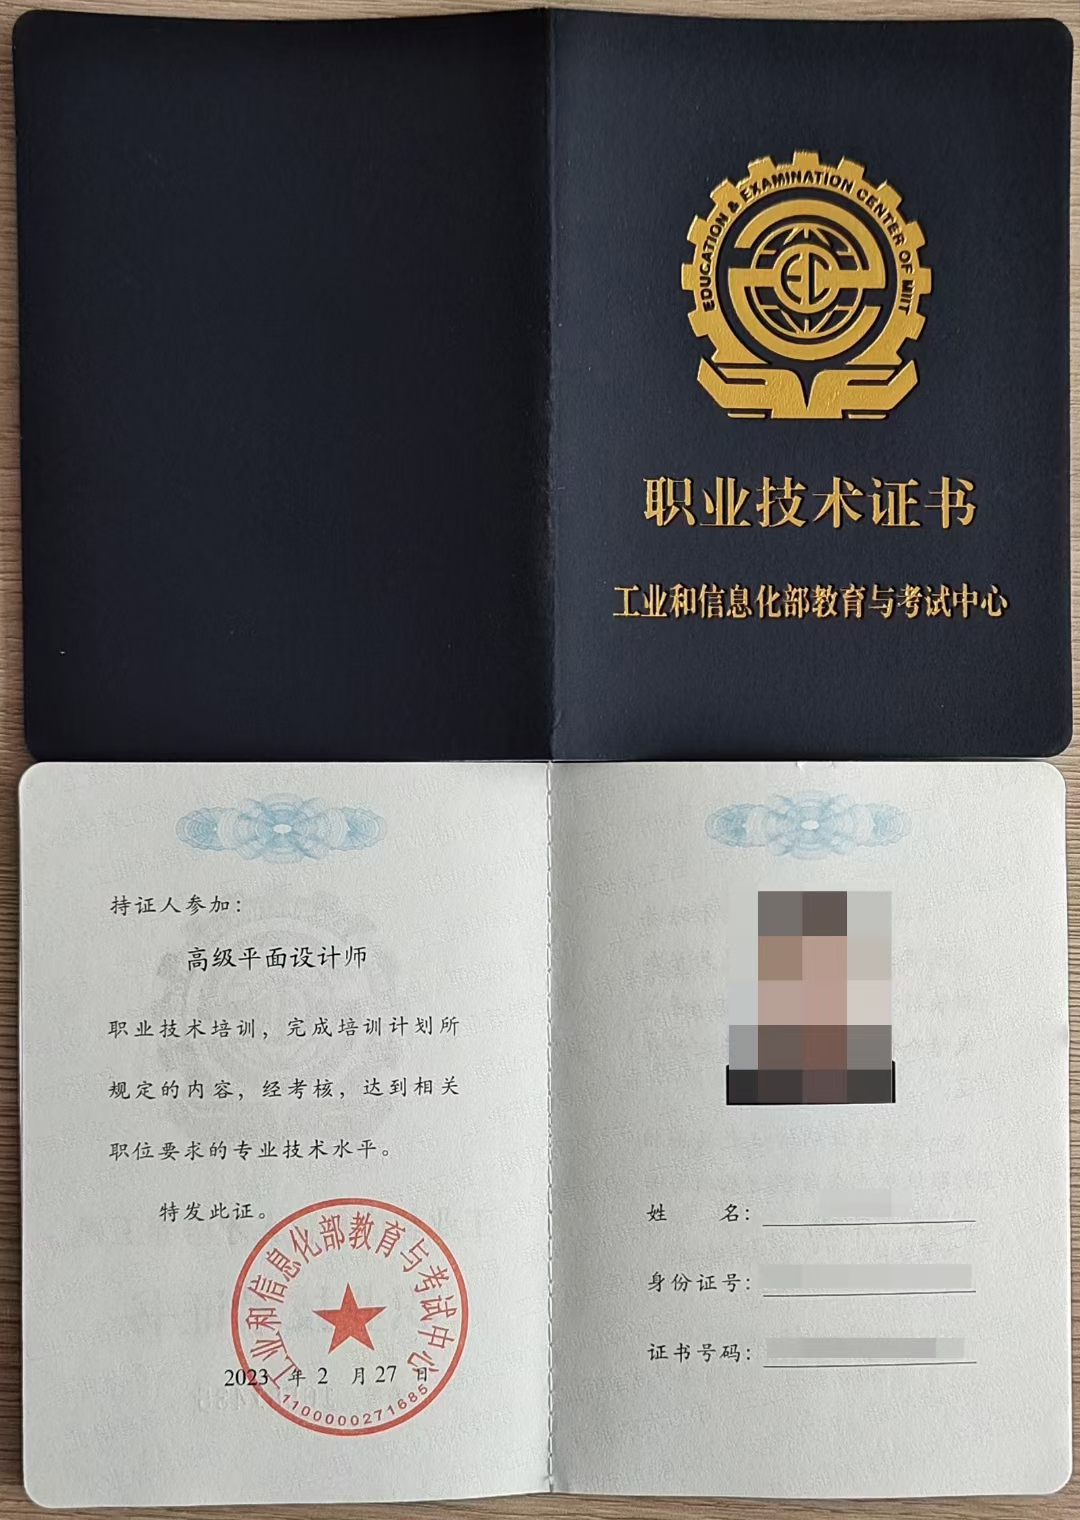 EDUCATION & EXAMINATION CENTER OF MIIT
EC
职业技术证书
工业和信息化部教育与考试中心
持证人参加：
高级平面设计师
职业技术培训，完成培训计划所
规定的内容，经考核，达到相关
职位要求的专业技术水平。
特发此证。
工业和信息化部教育与考试中心
2023 年 2 月 27 日
1100000271685
姓 名：
身份证号：
证书号码：